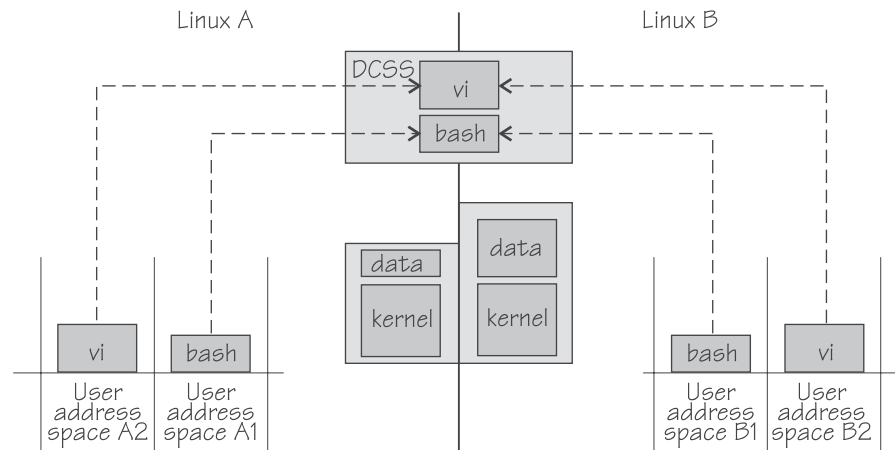 Linux A
Linux B
DCSS
vi
bash
data
data
kernel
kernel
vi
bash
bash
vi
User
address
space A2
User
address
space A1
User
address
space B1
User
address
space B2